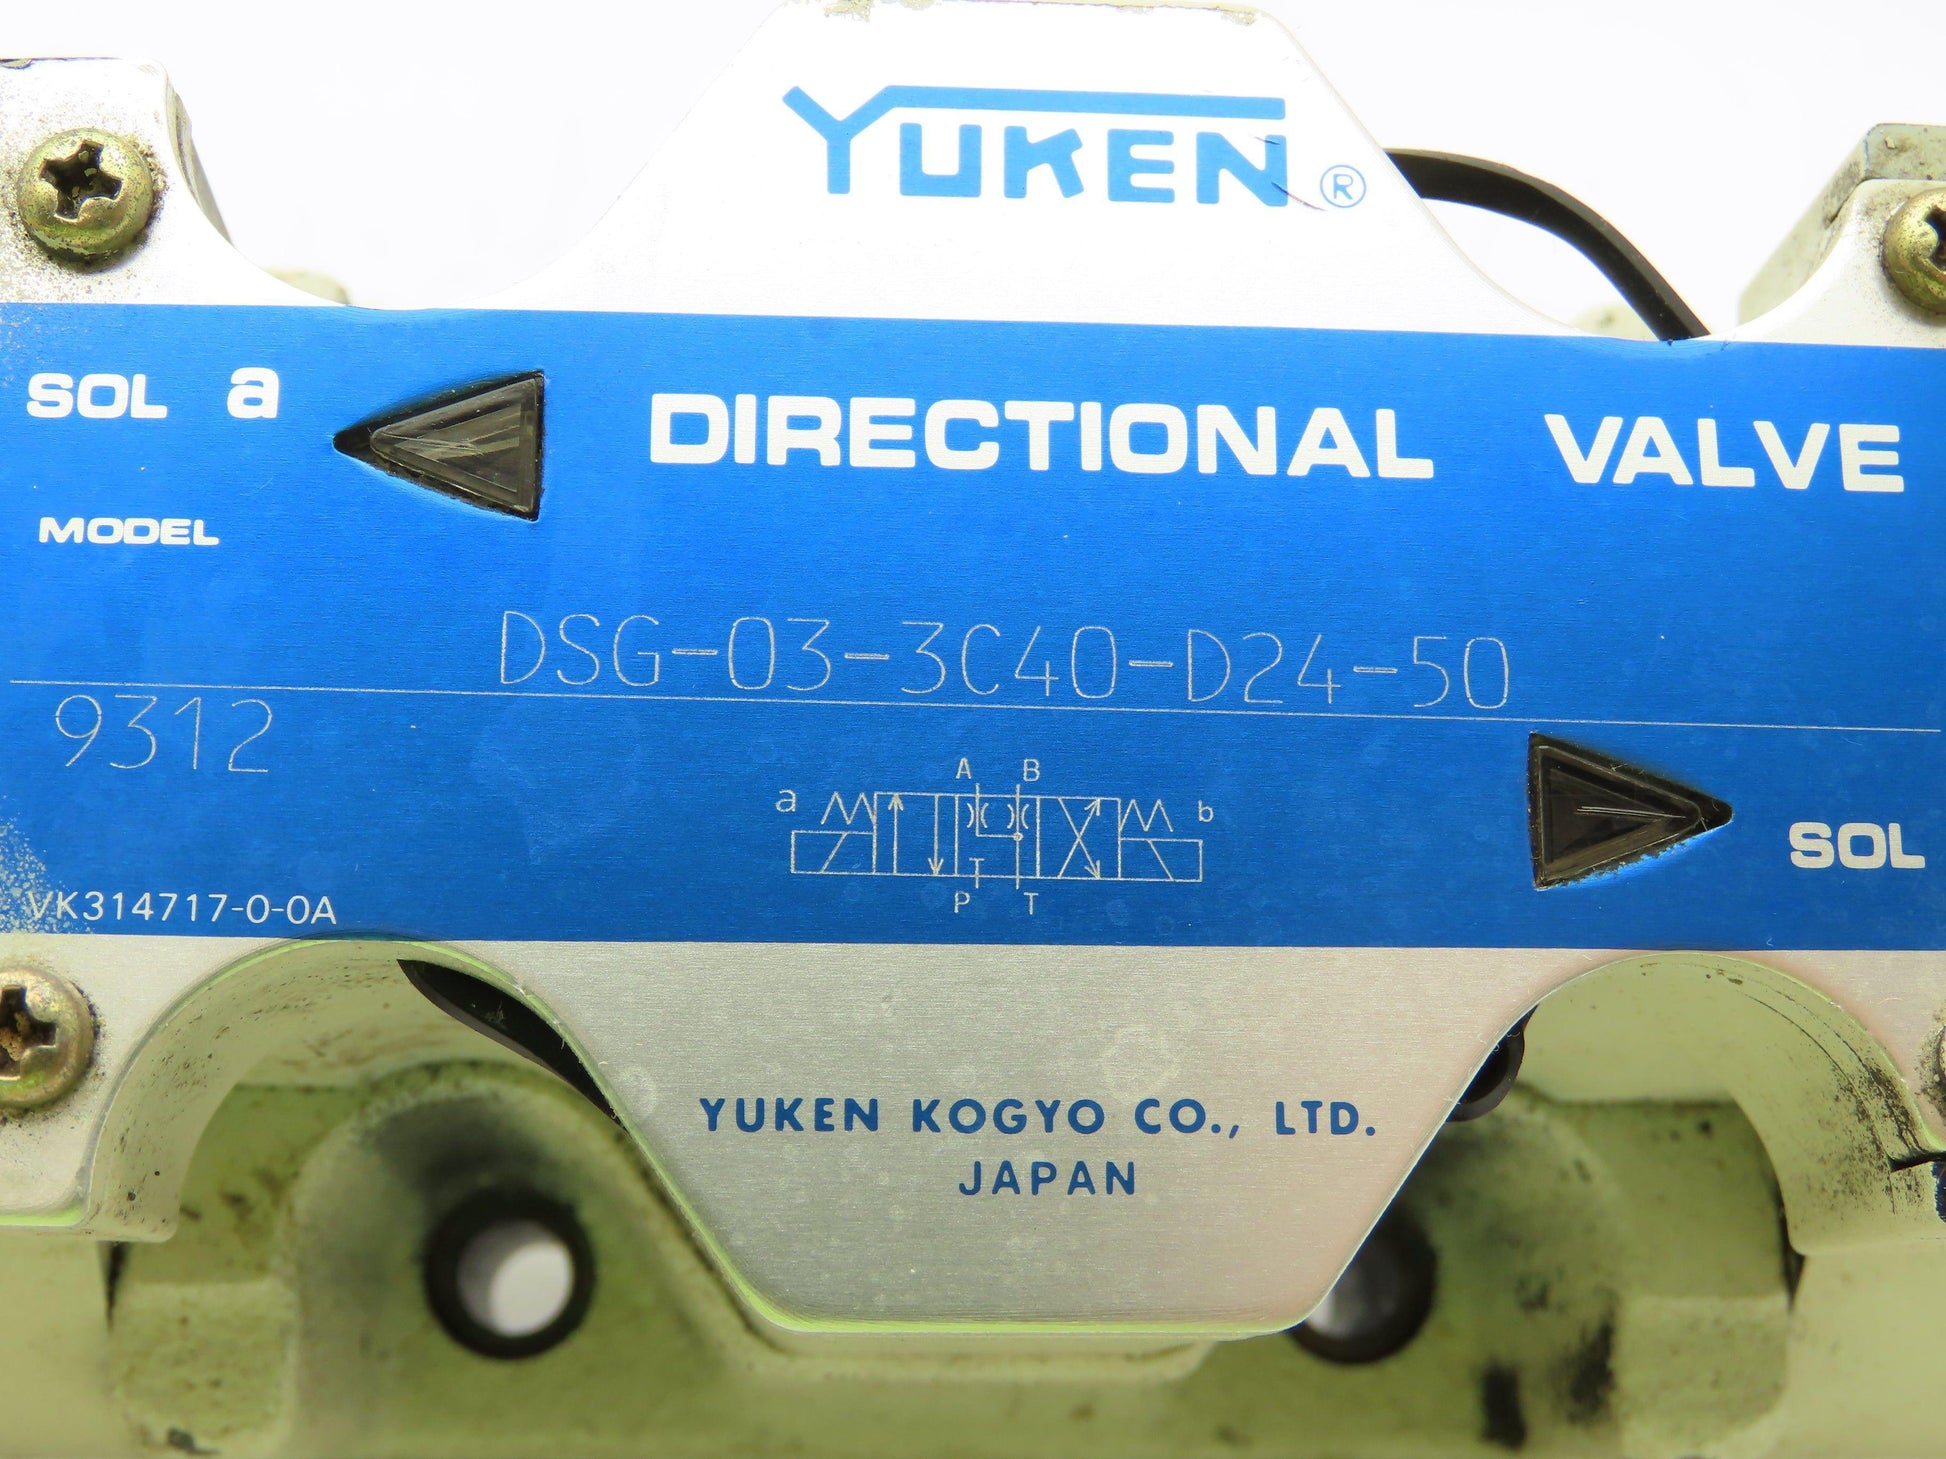 YUKEN®
SOL a
DIRECTIONAL VALVE
MODEL
DSG-03-3C40-D24-50
9312
A B
a b
P T
SOL
VK314717-0-0A
YUKEN KOGYO CO., LTD.
JAPAN